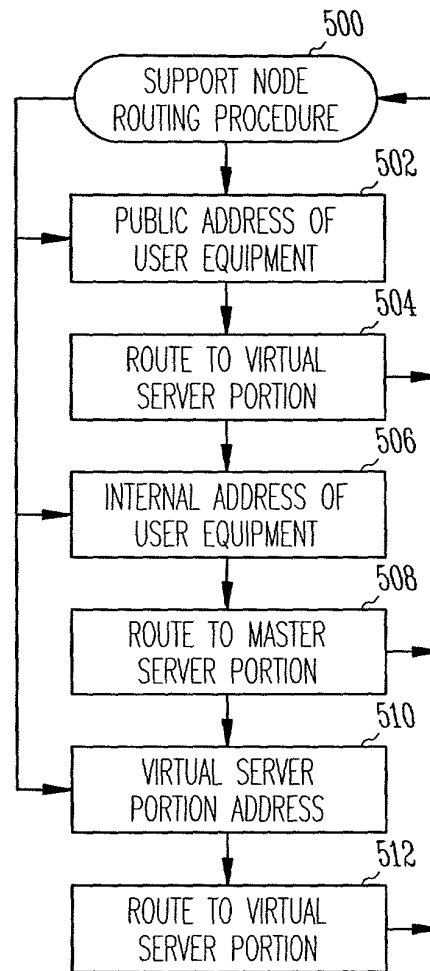 500
SUPPORT NODE
ROUTING PROCEDURE
502
PUBLIC ADDRESS OF
USER EQUIPMENT
504
ROUTE TO VIRTUAL
SERVER PORTION
506
INTERNAL ADDRESS OF
USER EQUIPMENT
508
ROUTE TO MASTER
SERVER PORTION
510
VIRTUAL SERVER
PORTION ADDRESS
512
ROUTE TO VIRTUAL
SERVER PORTION